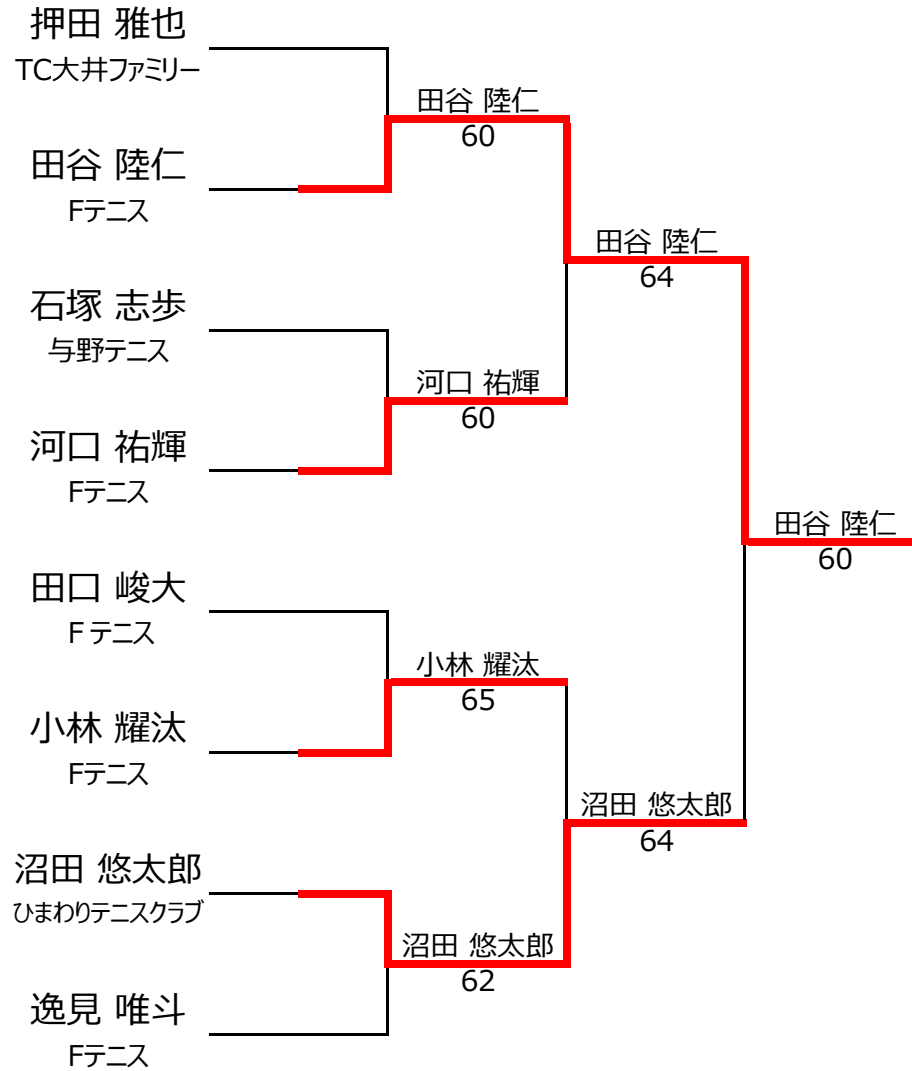 押田 雅也
TC大井ファミリー
田谷 陸仁
60
田谷 陸仁
Fテニス
田谷 陸仁
64
石塚 志歩
与野テニス
河口 祐輝
60
河口 祐輝
Fテニス
田谷 陸仁
60
田口 峻大
Ｆテニス
小林 耀汰
65
小林 耀汰
Fテニス
沼田 悠太郎
64
沼田 悠太郎
ひまわりテニスクラブ
沼田 悠太郎
62
逸見 唯斗
Fテニス